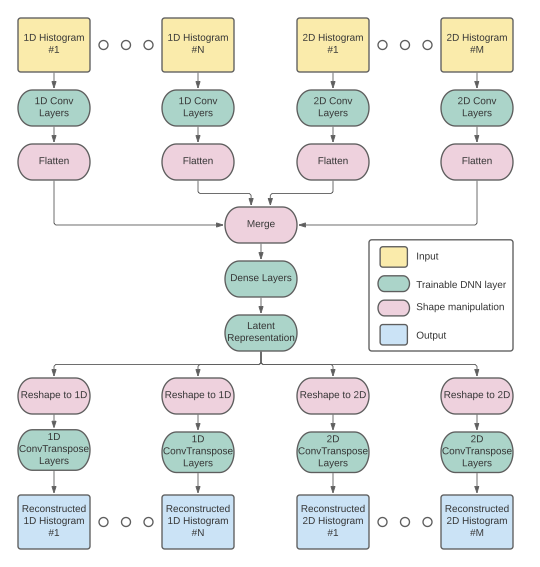 1D Histogram
#1
1D Histogram
#N
2D Histogram
#1
2D Histogram
#M
1D Conv
Layers
1D Conv
Layers
2D Conv
Layers
2D Conv
Layers
Flatten
Flatten
Flatten
Flatten
Merge
Dense Layers
Latent
Representation
Input
Trainable DNN layer
Shape manipulation
Output
Reshape to 1D
Reshape to 1D
Reshape to 2D
Reshape to 2D
1D
ConvTranspose
Layers
1D
ConvTranspose
Layers
2D
ConvTranspose
Layers
2D
ConvTranspose
Layers
Reconstructed
1D Histogram
#1
Reconstructed
1D Histogram
#N
Reconstructed
2D Histogram
#1
Reconstructed
2D Histogram
#M